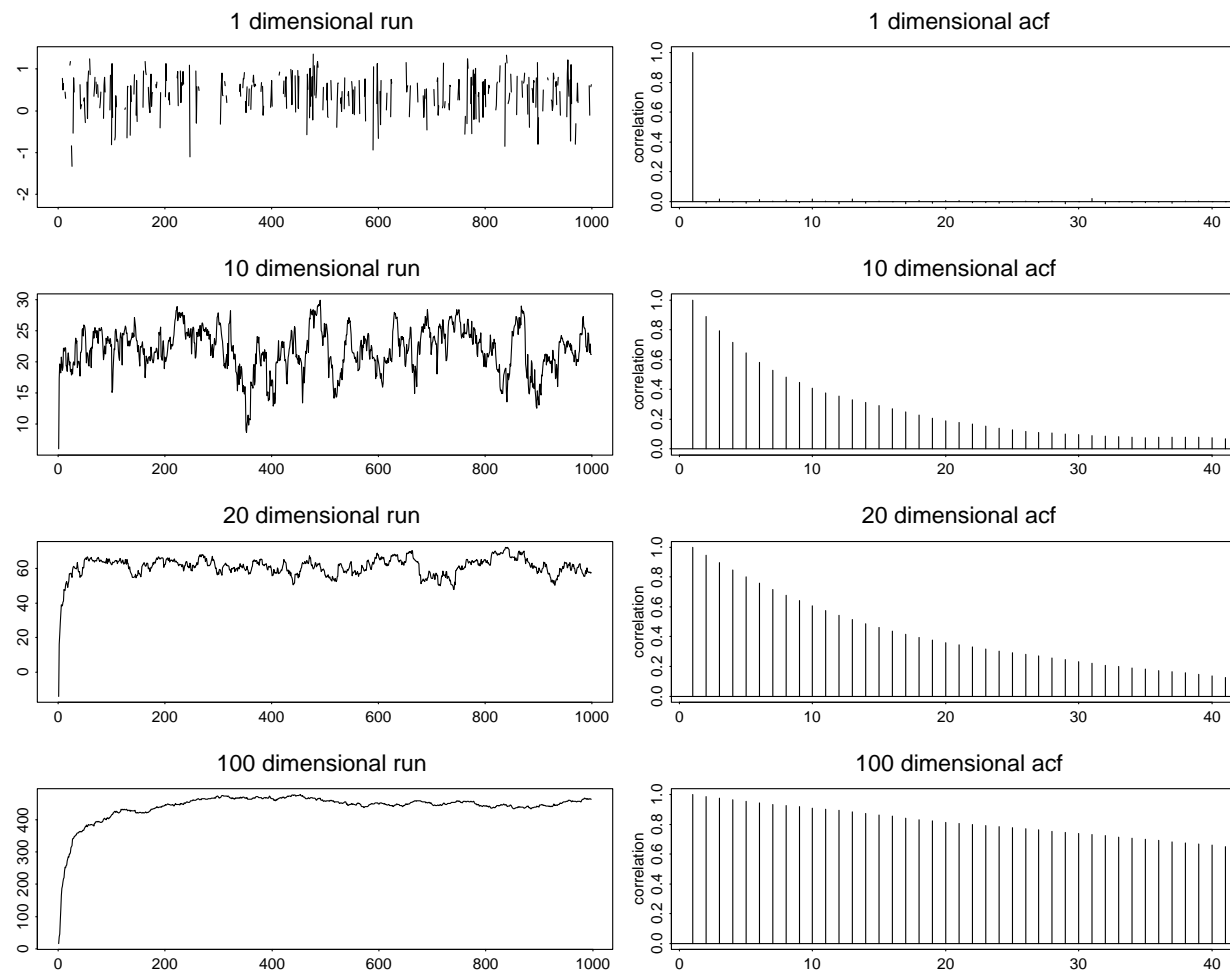 1 dimensional run
1
0
-1
-2
0 200 400 600 800 1000
1 dimensional acf
correlation
0.0 0.2 0.4 0.6 0.8 1.0
0 10 20 30 40
10 dimensional run
30
25
20
15
10
0 200 400 600 800 1000
10 dimensional acf
correlation
0.0 0.2 0.4 0.6 0.8 1.0
0 10 20 30 40
20 dimensional run
60
40
20
0
0 200 400 600 800 1000
20 dimensional acf
correlation
0.0 0.2 0.4 0.6 0.8 1.0
0 10 20 30 40
100 dimensional run
400
300
200
100
0
0 200 400 600 800 1000
100 dimensional acf
correlation
0.0 0.2 0.4 0.6 0.8 1.0
0 10 20 30 40